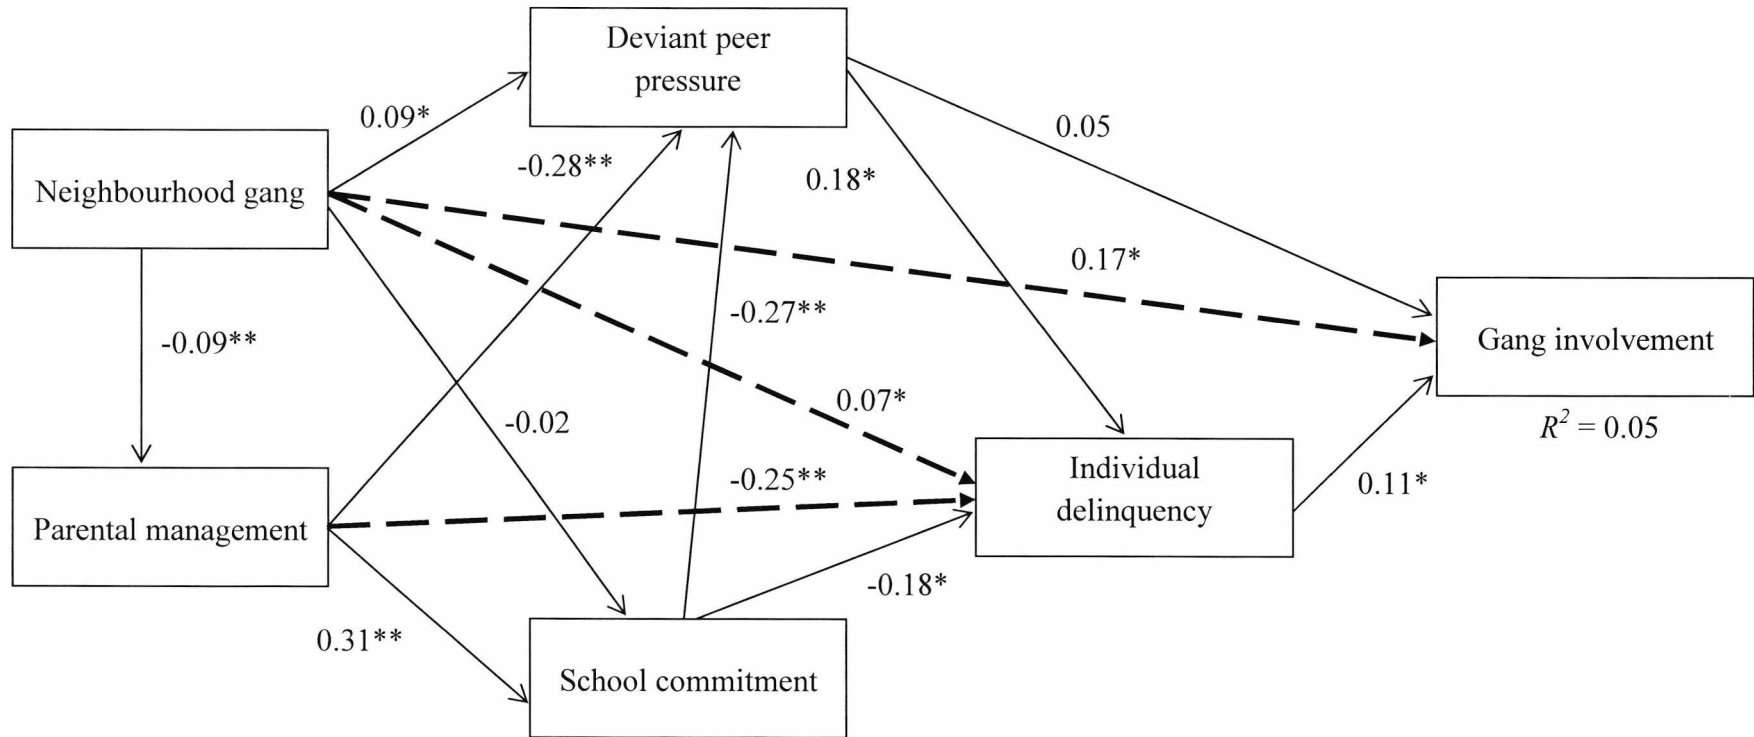 Deviant peer
pressure
0.09*
-0.28**
0.18*
0.05
Neighbourhood gang
0.17*
-0.27**
-0.09**
Gang involvement
0.07*
-0.02
R² = 0.05
-0.25**
Individual
delinquency
0.11*
Parental management
-0.18*
0.31**
School commitment